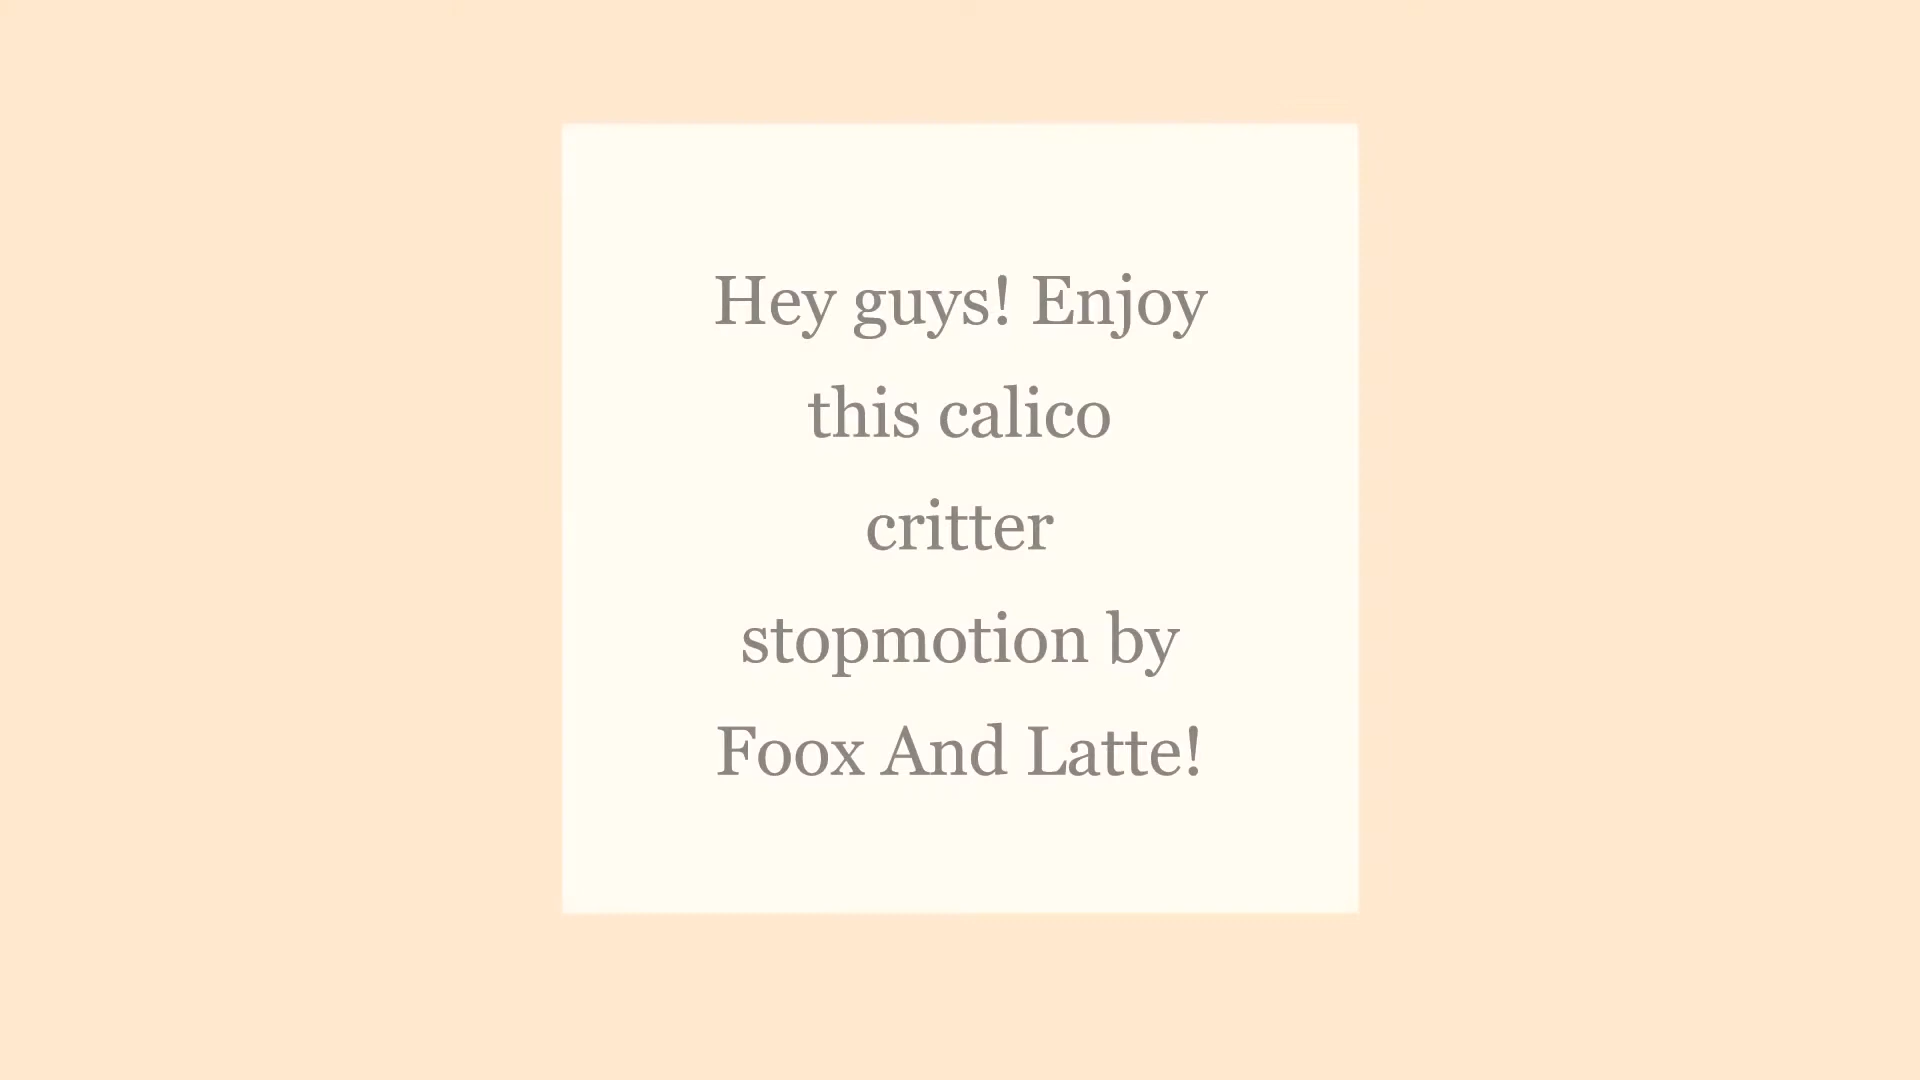 Hey guys! Enjoy
this calico
critter
stopmotion by
Foox And Latte!